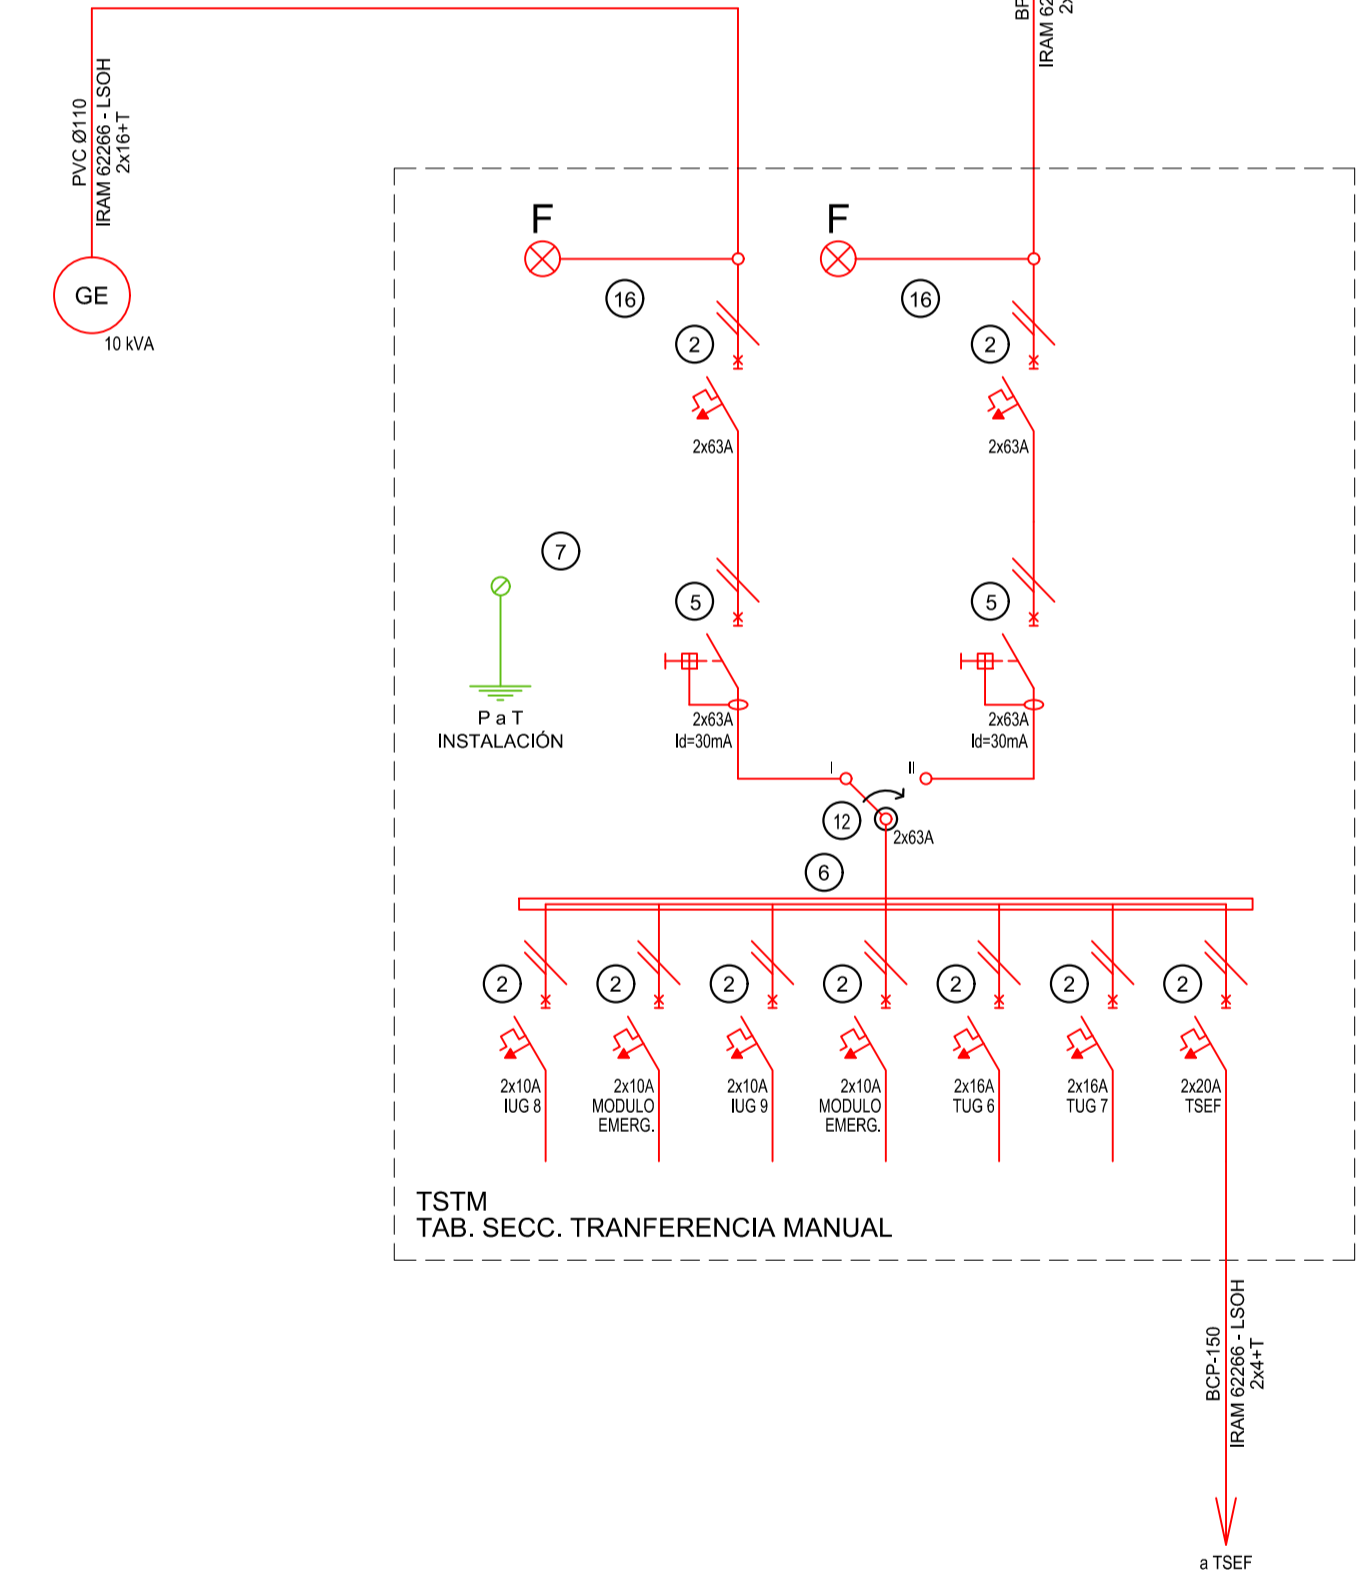 PVC Ø110
IRAM 62266 - LSOH
2x16+T
GE
10 kVA
F
F
16
16
2
2
2x63A
2x63A
7
5
5
P a T
INSTALACIÓN
2x63A
Id=30mA
2x63A
Id=30mA
I
II
12
2x63A
6
2
2
2
2
2
2
2
2x10A
IUG 8
2x10A
MODULO
EMERG.
2x10A
IUG 9
2x10A
MODULO
EMERG.
2x16A
TUG 6
2x16A
TUG 7
2x20A
TSEF
TSTM
TAB. SECC. TRANFERENCIA MANUAL
BCP-150
IRAM 62266 - LSOH
2x4+T
a TSEF
IRAM